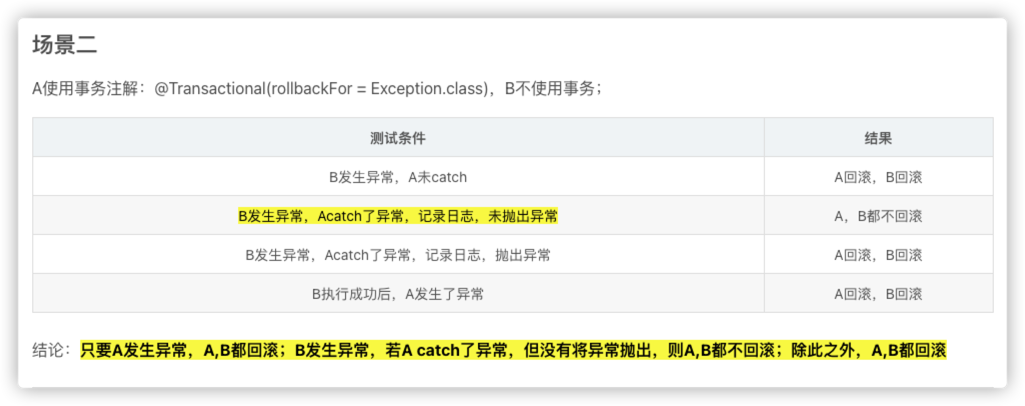 场景二
A使用事务注解：@Transactional(rollbackFor = Exception.class)，B不使用事务；
测试条件 结果
B发生异常，A未catch A回滚，B回滚
B发生异常，Acatch了异常，记录日志，未抛出异常 A，B都不回滚
B发生异常，Acatch了异常，记录日志，抛出异常 A回滚，B回滚
B执行成功后，A发生了异常 A回滚，B回滚
结论：只要A发生异常，A,B都回滚；B发生异常，若A catch了异常，但没有将异常抛出，则A,B都不回滚；除此之外，A,B都回滚